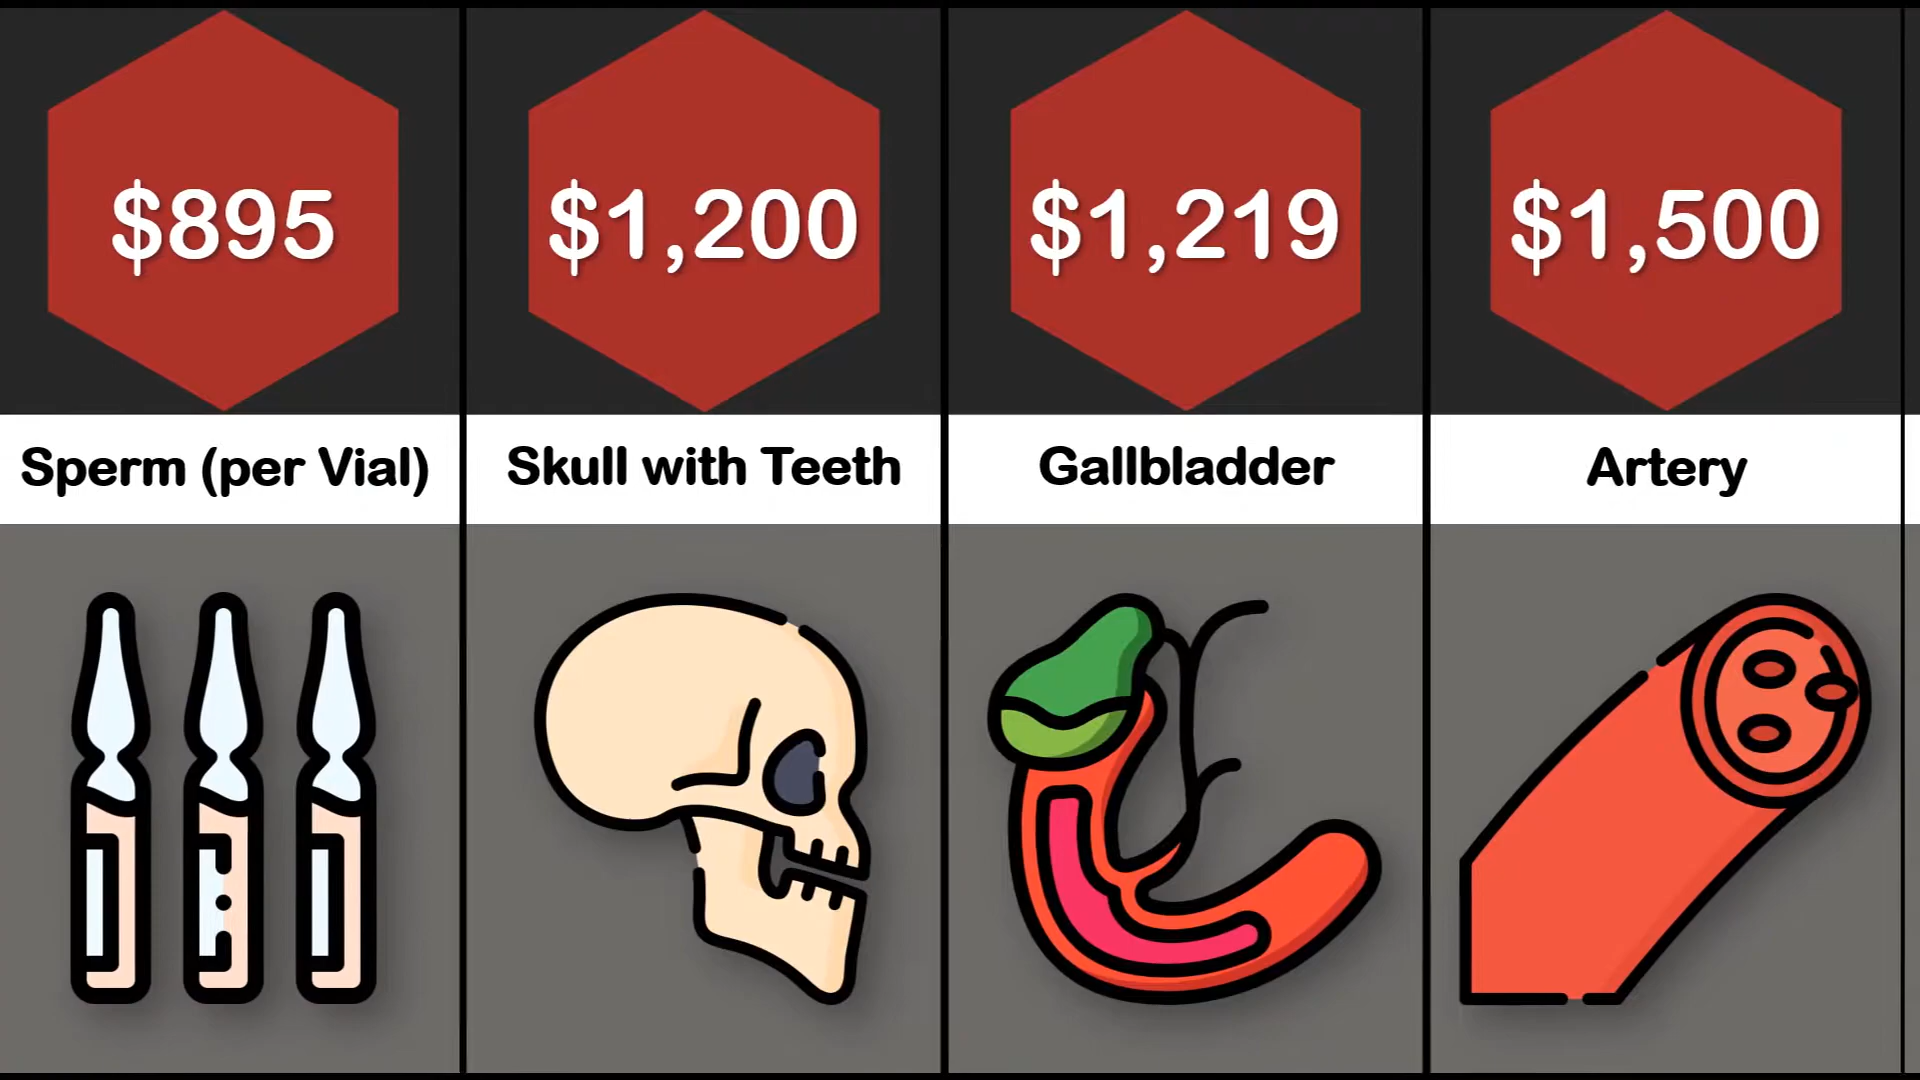 $895
$1,200
$1,219
$1,500
Sperm (per Vial)
Skull with Teeth
Gallbladder
Artery